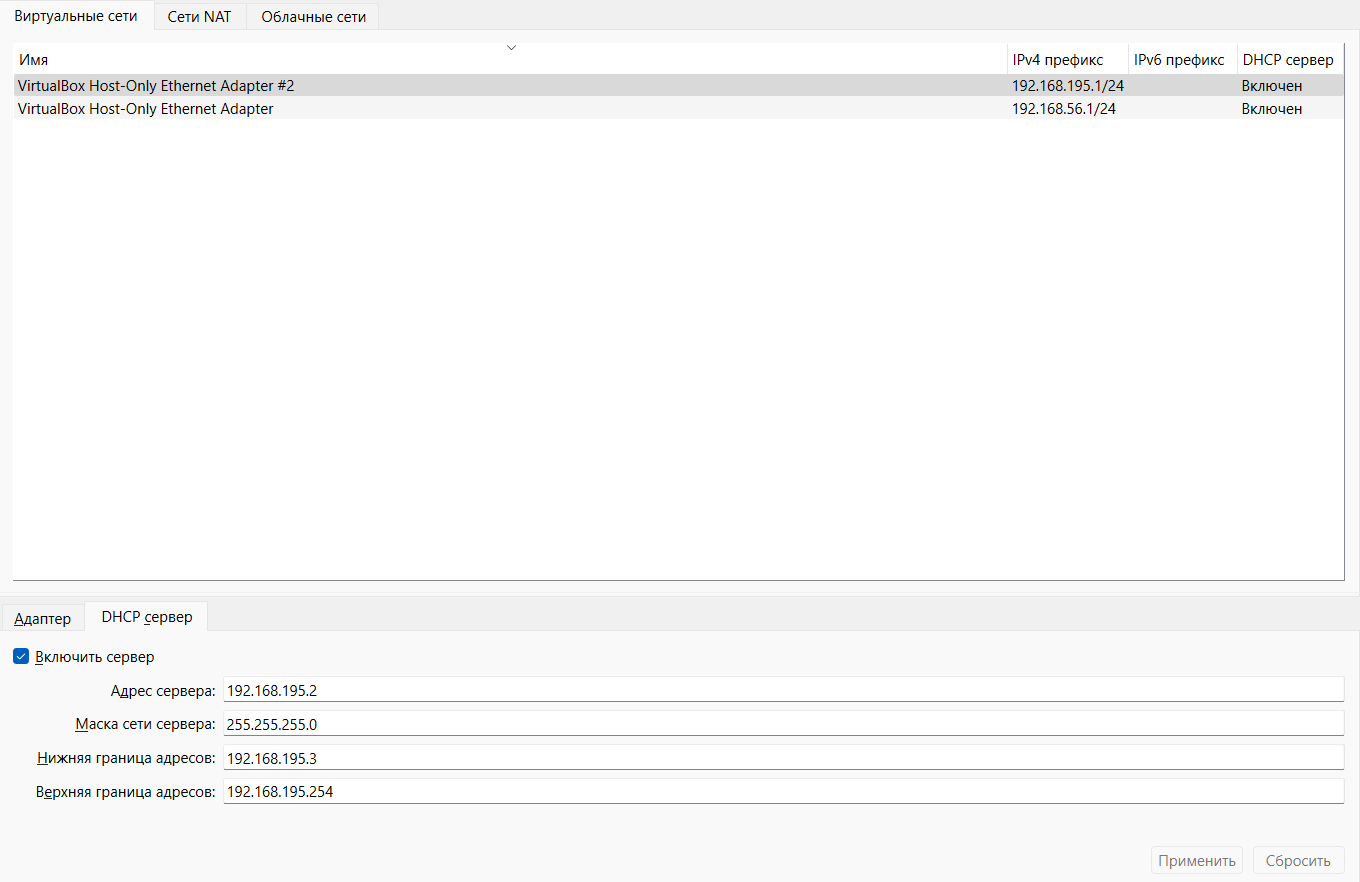 Виртуальные сети Сети NAT Облачные сети
Имя IPv4 префикс IPv6 префикс DHCP сервер
VirtualBox Host-Only Ethernet Adapter #2 192.168.195.1/24 Включен
VirtualBox Host-Only Ethernet Adapter 192.168.56.1/24 Включен
Адаптер DHCP сервер
Включить сервер
Адрес сервера: 192.168.195.2
Маска сети сервера: 255.255.255.0
Нижняя граница адресов: 192.168.195.3
Верхняя граница адресов: 192.168.195.254
Применить Сбросить